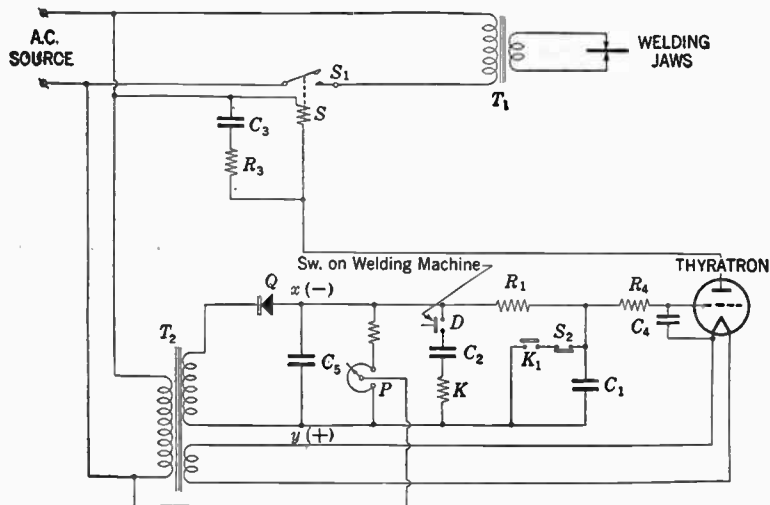 A.C.
SOURCE
S1
T1
WELDING
JAWS
C3
S
R3
Sw. on Welding Machine
THYRATRON
Q
x (-)
R1
R4
T2
D
S2
C4
C5
P
C2
K1
K
C1
y (+)